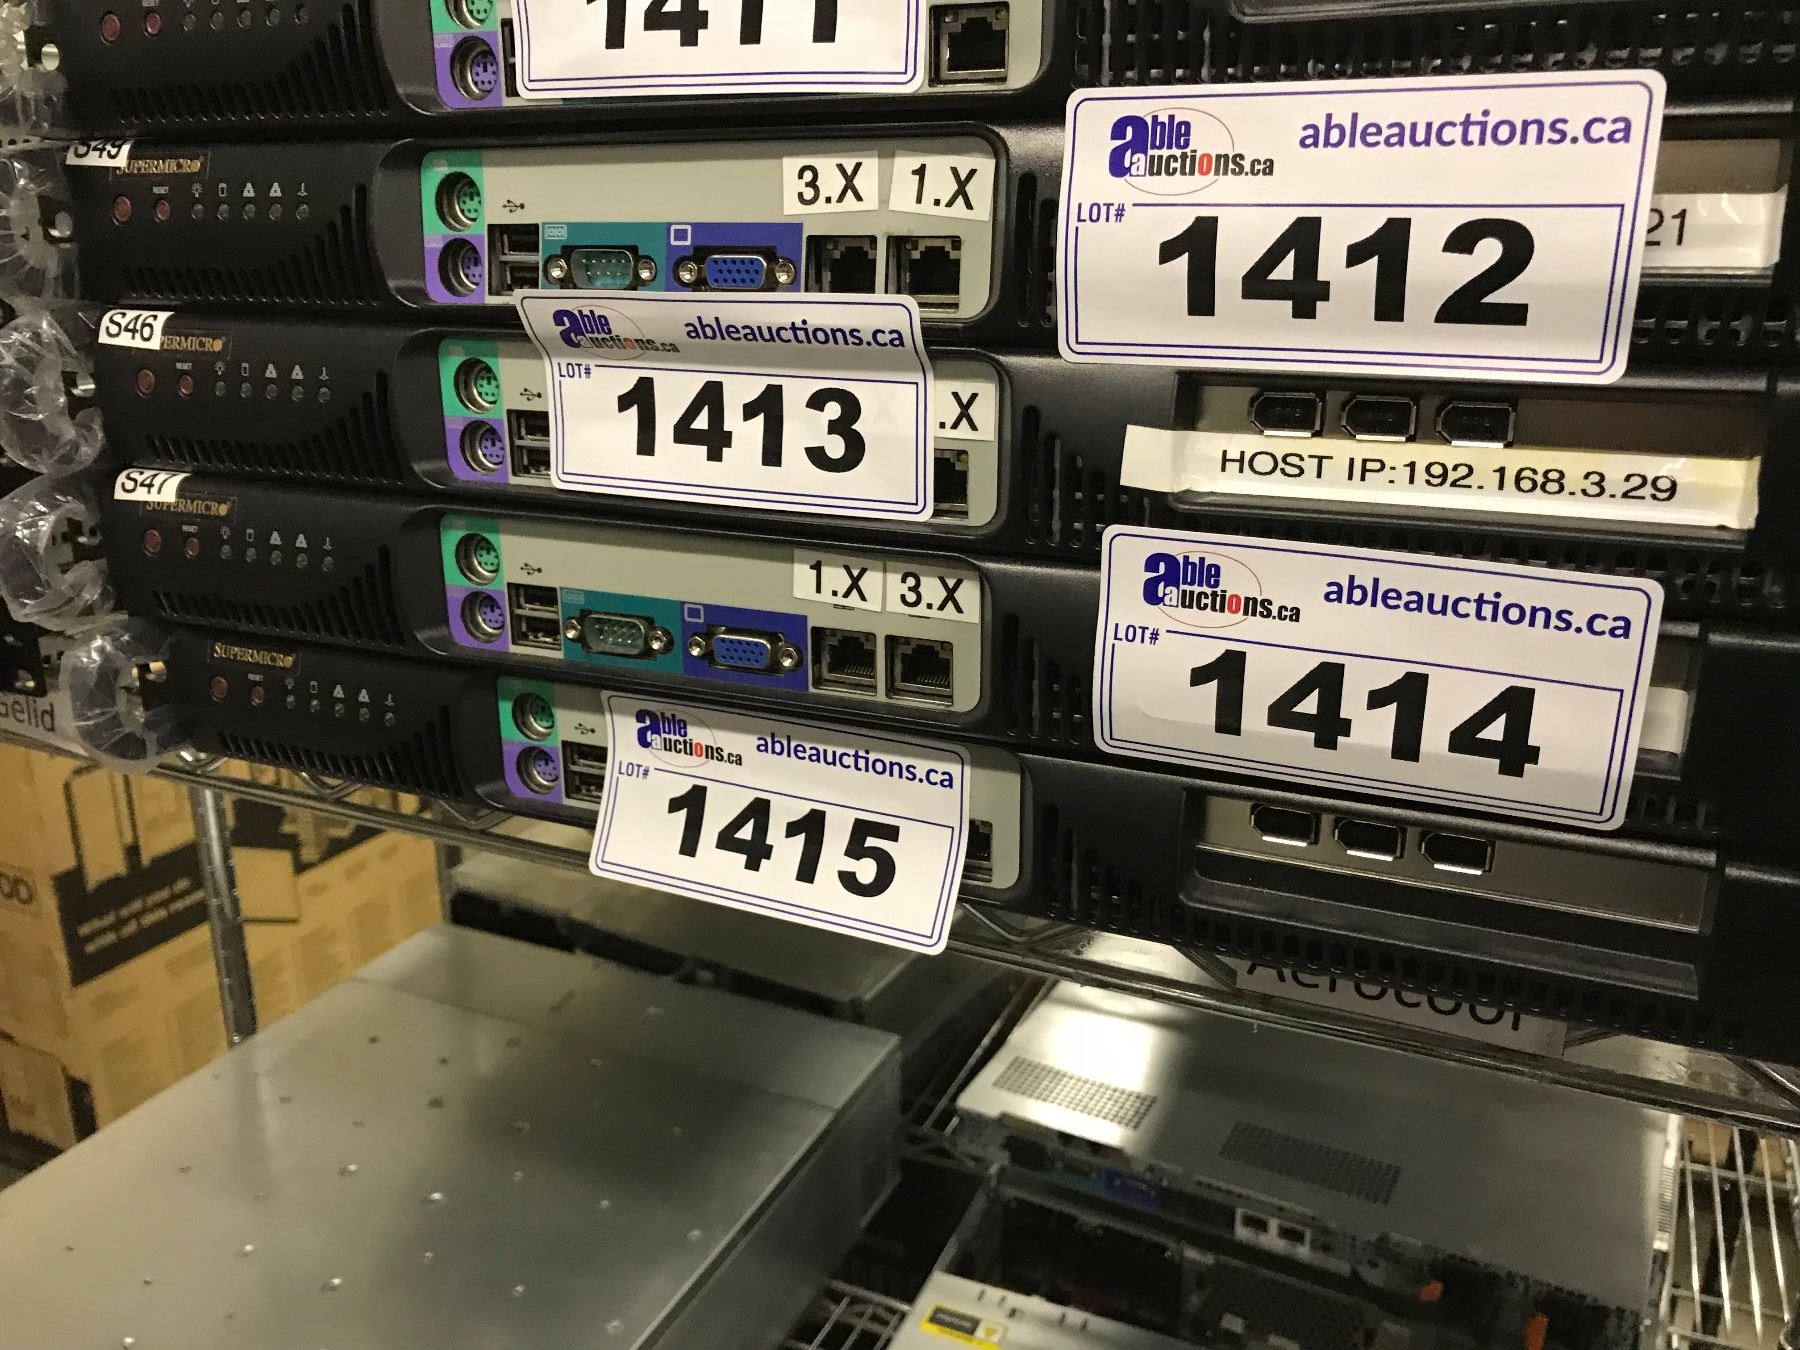 1411
S49
SUPERMICRO
RESET
3.X
1.X
able auctions.ca
ableauctions.ca
LOT#
1412
21
S46
PERMICRO
RESET
able auctions.ca
ableauctions.ca
LOT#
1413
.X
HOST IP:192.168.3.29
S47
SUPERMICRO
RESET
1.X
3.X
able auctions.ca
ableauctions.ca
LOT#
1414
SUPERMICRO
RESET
able auctions.ca
ableauctions.ca
LOT#
1415
Aerocool